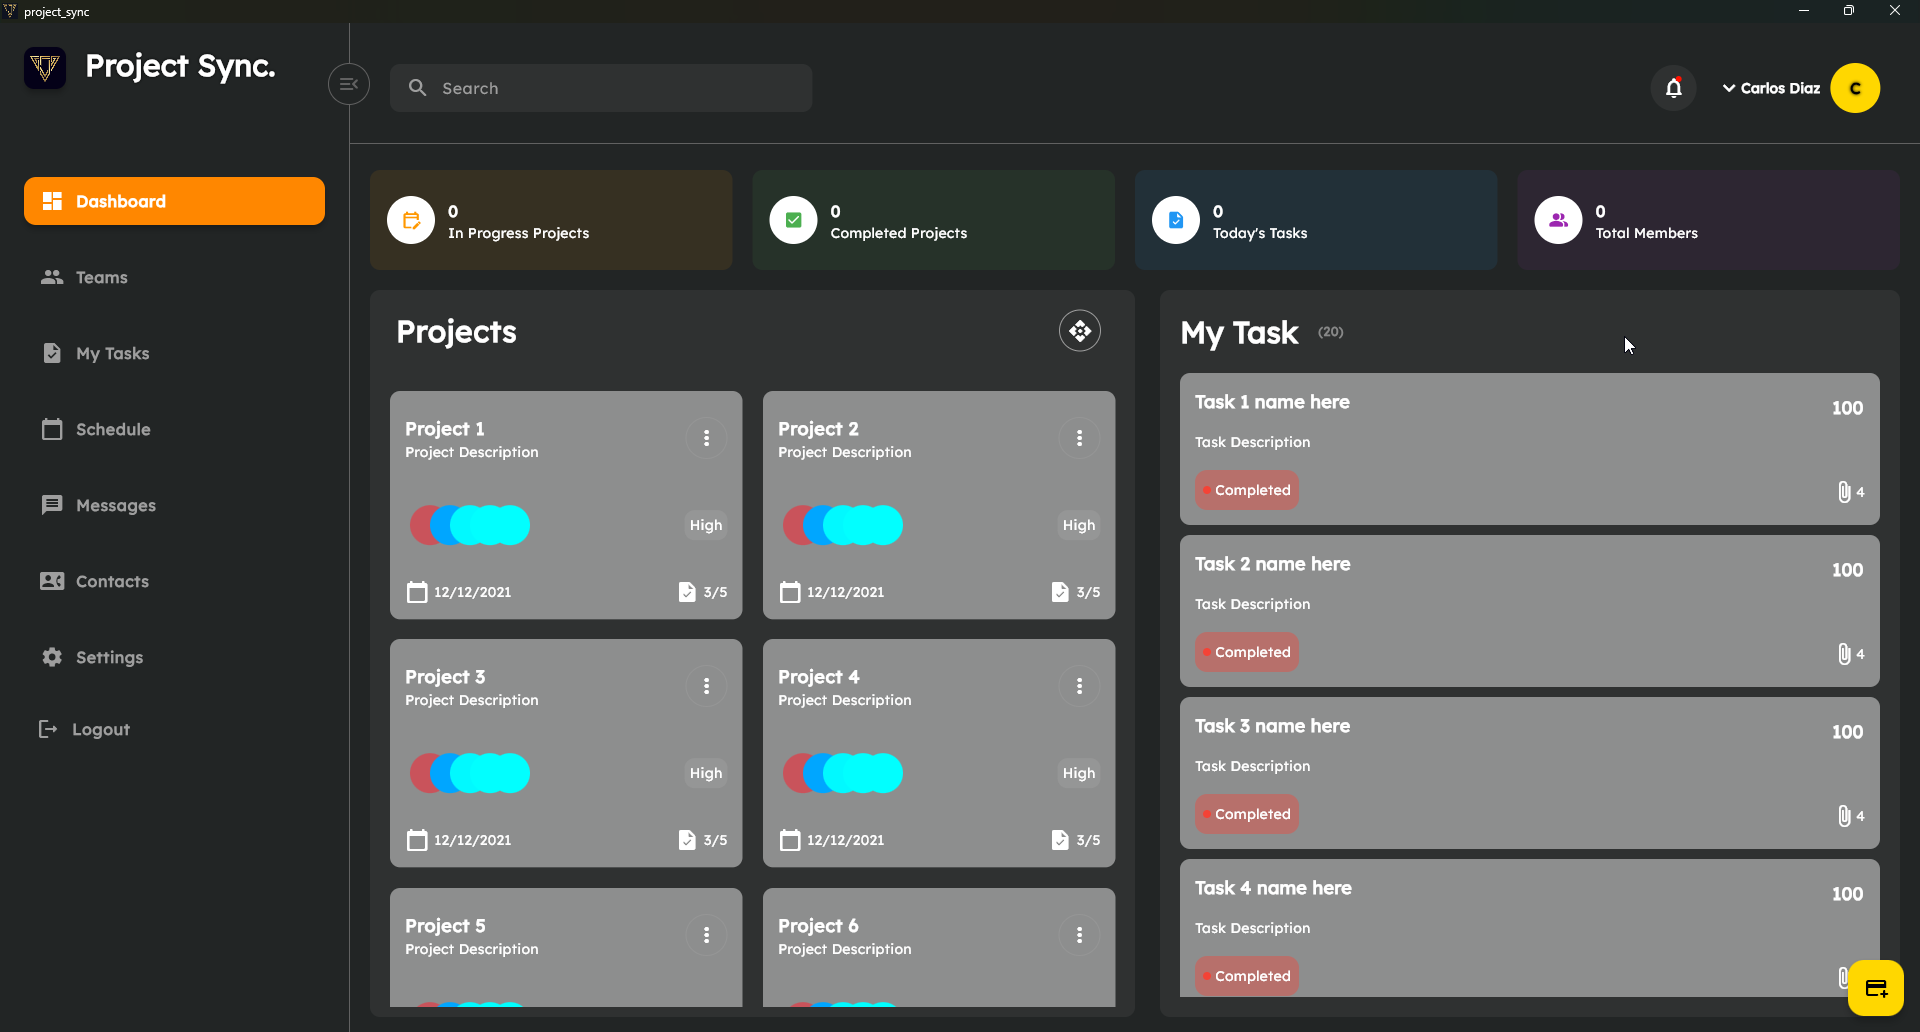 project_sync
Project Sync.
Search
Carlos Diaz
C
Dashboard
Teams
My Tasks
Schedule
Messages
Contacts
Settings
Logout
0
In Progress Projects
0
Completed Projects
0
Today's Tasks
0
Total Members
Projects
Project 1
Project Description
High
12/12/2021
3/5
Project 2
Project Description
High
12/12/2021
3/5
Project 3
Project Description
High
12/12/2021
3/5
Project 4
Project Description
High
12/12/2021
3/5
Project 5
Project Description
Project 6
Project Description
My Task (20)
Task 1 name here
100
Task Description
Completed
4
Task 2 name here
100
Task Description
Completed
4
Task 3 name here
100
Task Description
Completed
4
Task 4 name here
100
Task Description
Completed